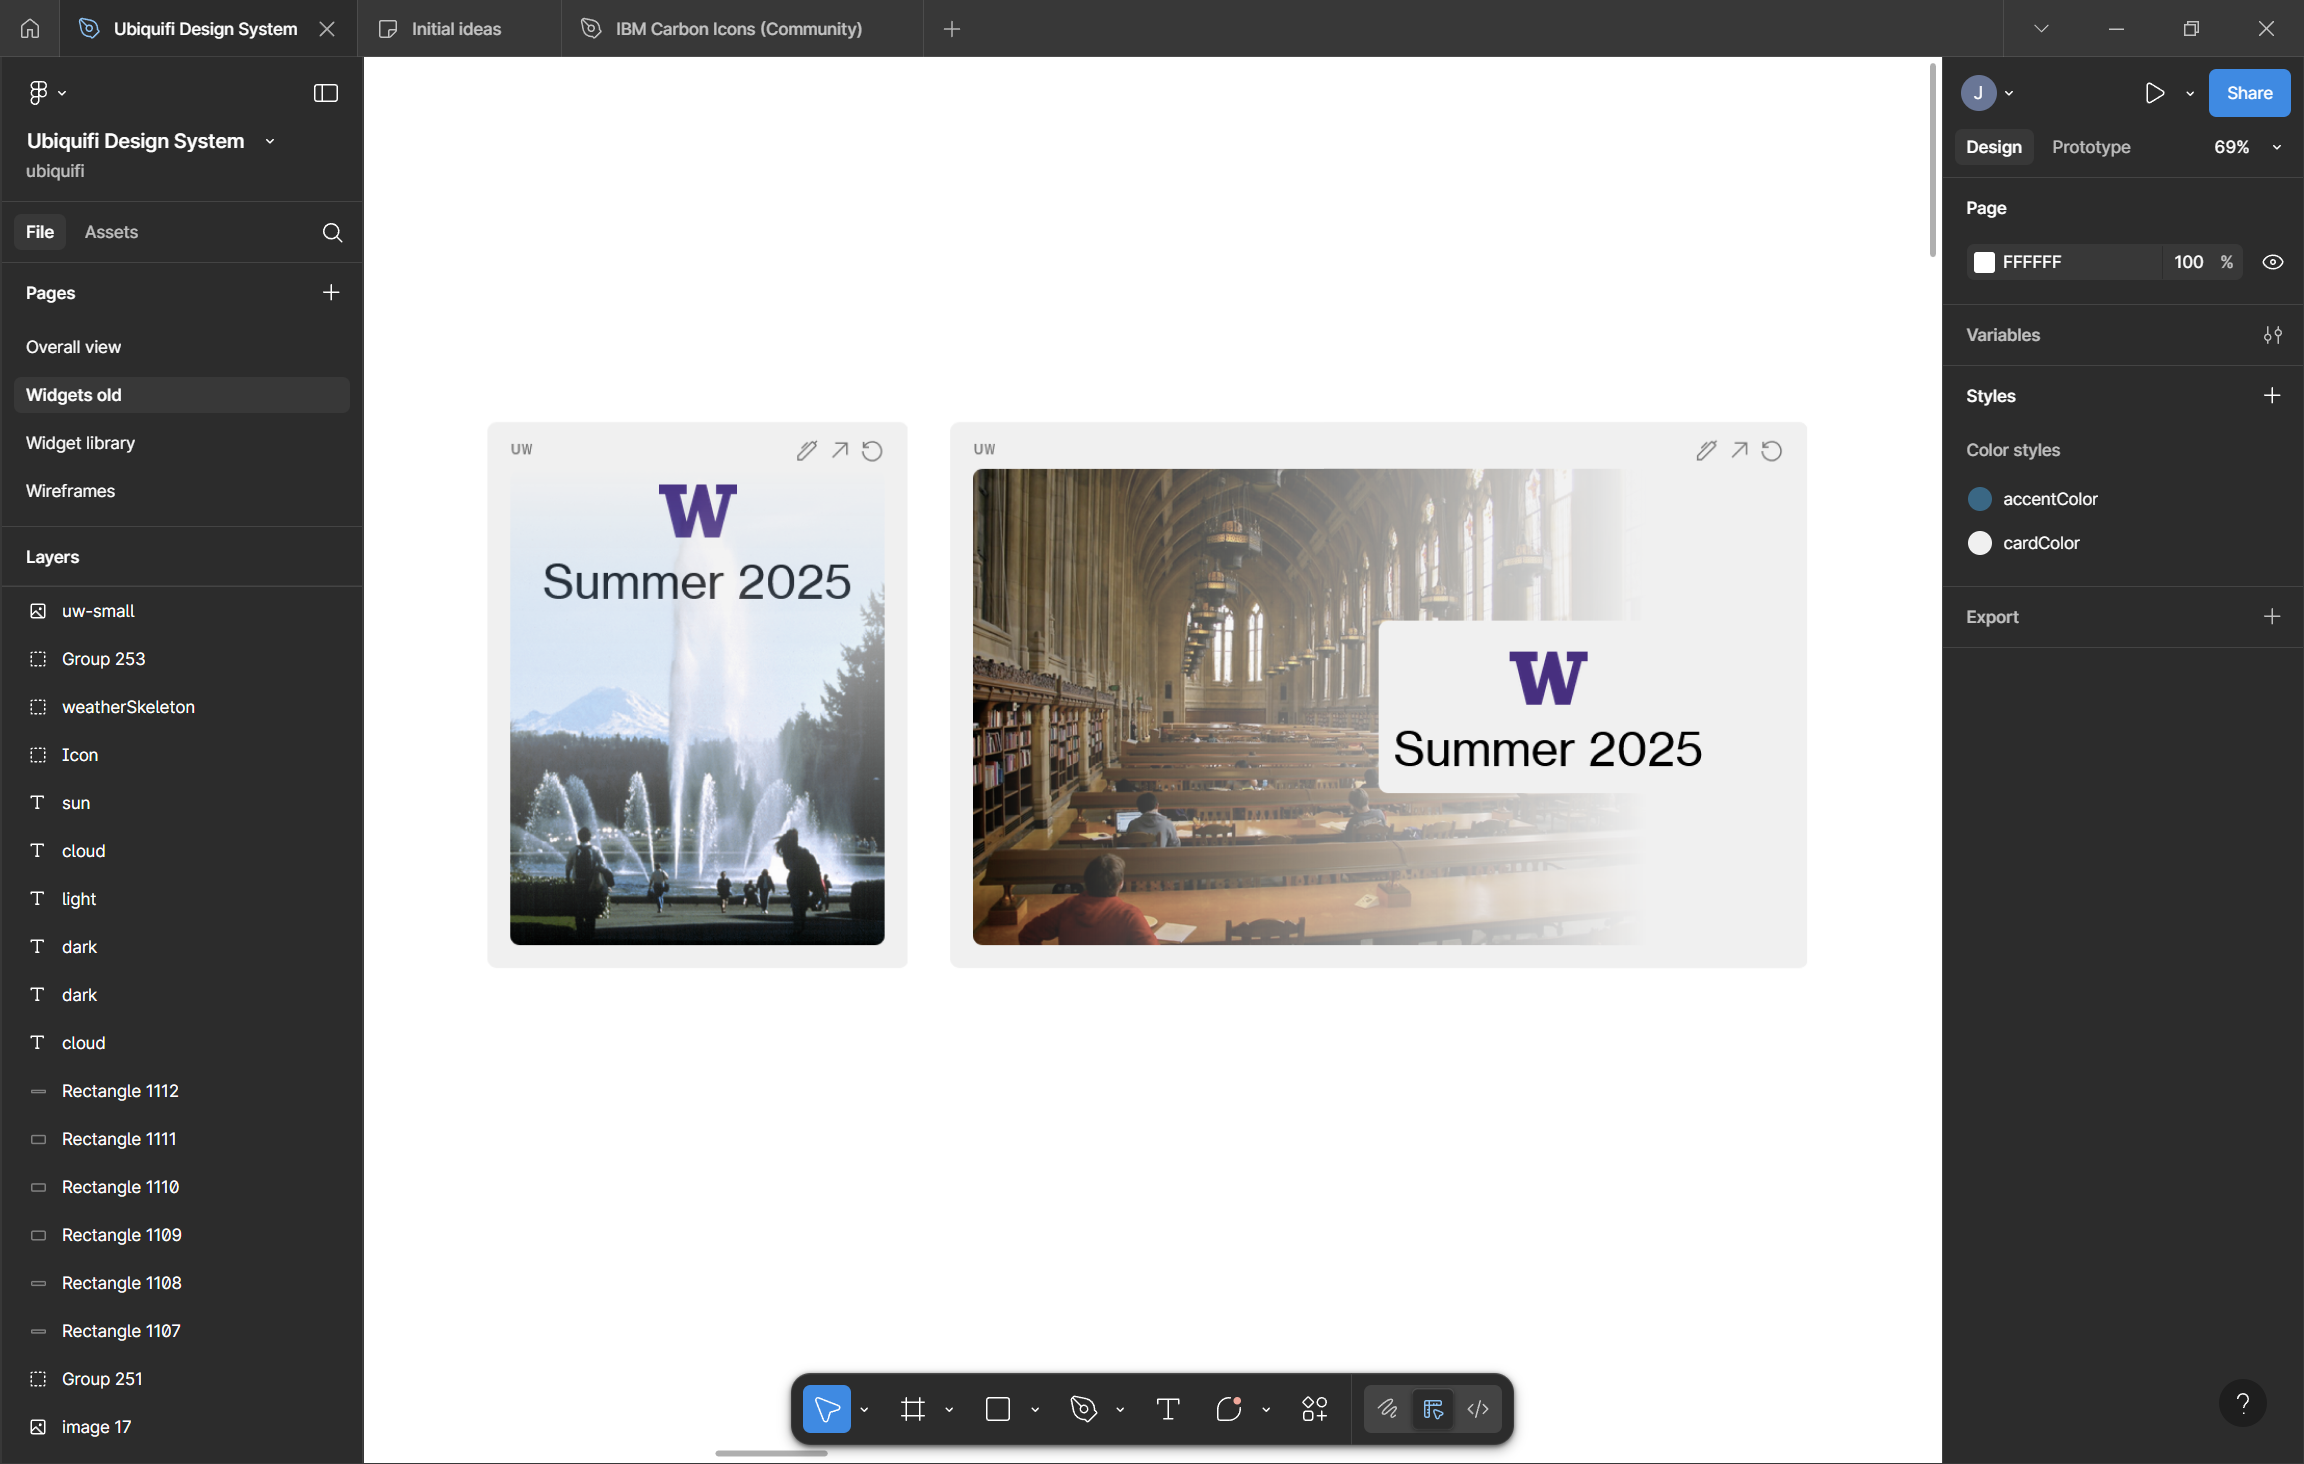 Ubiquifi Design System
Initial ideas
IBM Carbon Icons (Community)
Ubiquifi Design System
ubiquifi
File
Assets
Pages
Overall view
Widgets old
Widget library
Wireframes
Layers
uw-small
Group 253
weatherSkeleton
Icon
sun
cloud
light
dark
dark
cloud
Rectangle 1112
Rectangle 1111
Rectangle 1110
Rectangle 1109
Rectangle 1108
Rectangle 1107
Group 251
image 17
UW
W
Summer 2025
UW
W
Summer 2025
J
Share
Design
Prototype
69%
Page
FFFFFF
100
%
Variables
Styles
Color styles
accentColor
cardColor
Export
?